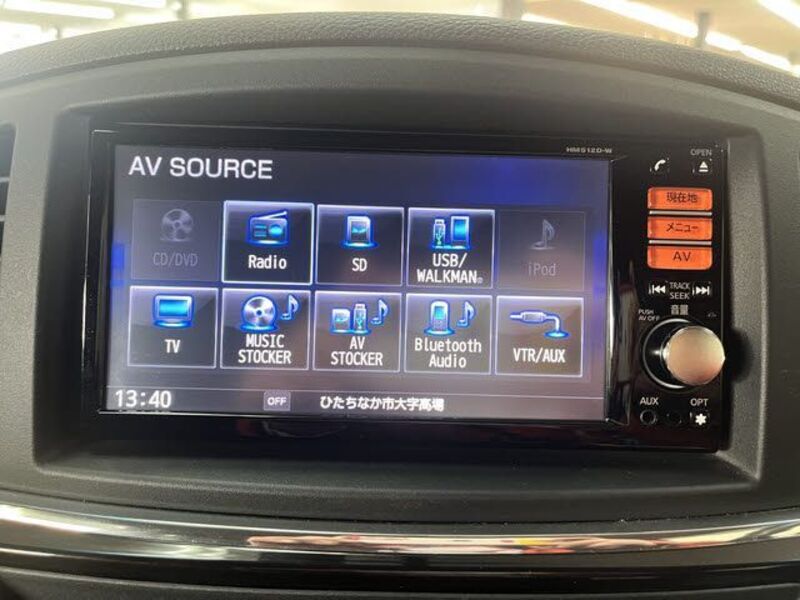 HM512D-W
OPEN
AV SOURCE
CD/DVD
Radio
SD
USB/
WALKMAN®
iPod
TV
MUSIC
STOCKER
AV
STOCKER
Bluetooth
Audio
VTR/AUX
13:40
OFF
ひたちなか市大字高場
現在地
メニュー
AV
TRACK
SEEK
PUSH
AV OFF
音量
AUX
OPT